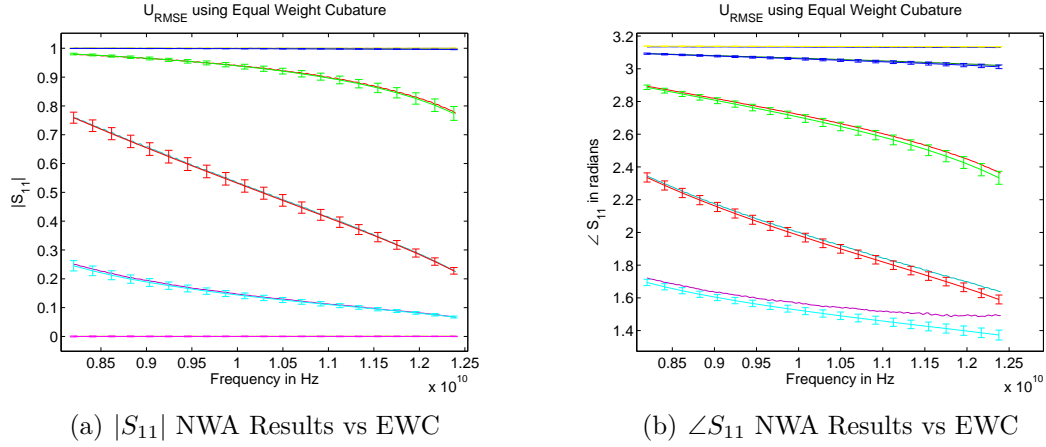 U_RMSE using Equal Weight Cubature
1
0.9
0.8
0.7
0.6
0.5
0.4
0.3
0.2
0.1
0
|S_11|
0.85 0.9 0.95 1 1.05 1.1 1.15 1.2 1.25
Frequency in Hz
x 10^10
(a) |S_11| NWA Results vs EWC
U_RMSE using Equal Weight Cubature
3.2
3
2.8
2.6
2.4
2.2
2
1.8
1.6
1.4
∠ S_11 in radians
0.85 0.9 0.95 1 1.05 1.1 1.15 1.2 1.25
Frequency in Hz
x 10^10
(b) ∠S_11 NWA Results vs EWC